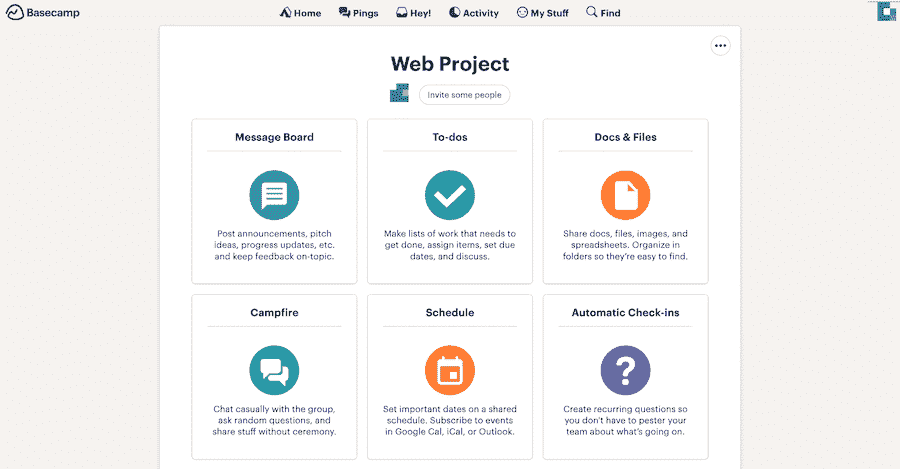 Basecamp
Home
Pings
Hey!
Activity
My Stuff
Find
Web Project
Invite some people
Message Board
Post announcements, pitch
ideas, progress updates, etc.
and keep feedback on-topic.
To-dos
Make lists of work that needs to
get done, assign items, set due
dates, and discuss.
Docs & Files
Share docs, files, images, and
spreadsheets. Organize in
folders so they're easy to find.
Campfire
Chat casually with the group,
ask random questions, and
share stuff without ceremony.
Schedule
Set important dates on a shared
schedule. Subscribe to events
in Google Cal, iCal, or Outlook.
Automatic Check-ins
Create recurring questions so
you don't have to pester your
team about what's going on.